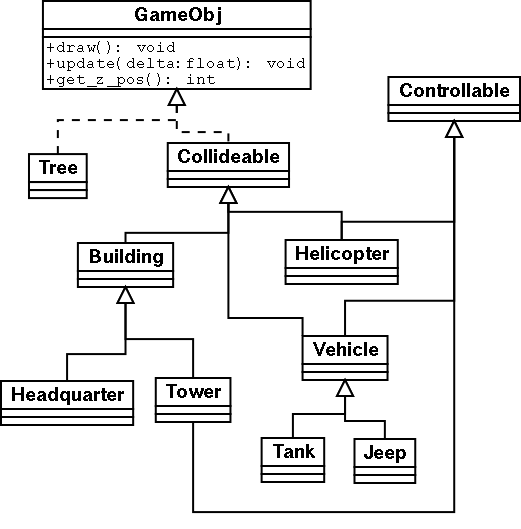 GameObj
+draw(): void
+update(delta:float): void
+get_z_pos(): int
Controllable
Tree
Collideable
Building
Helicopter
Vehicle
Headquarter
Tower
Tank
Jeep